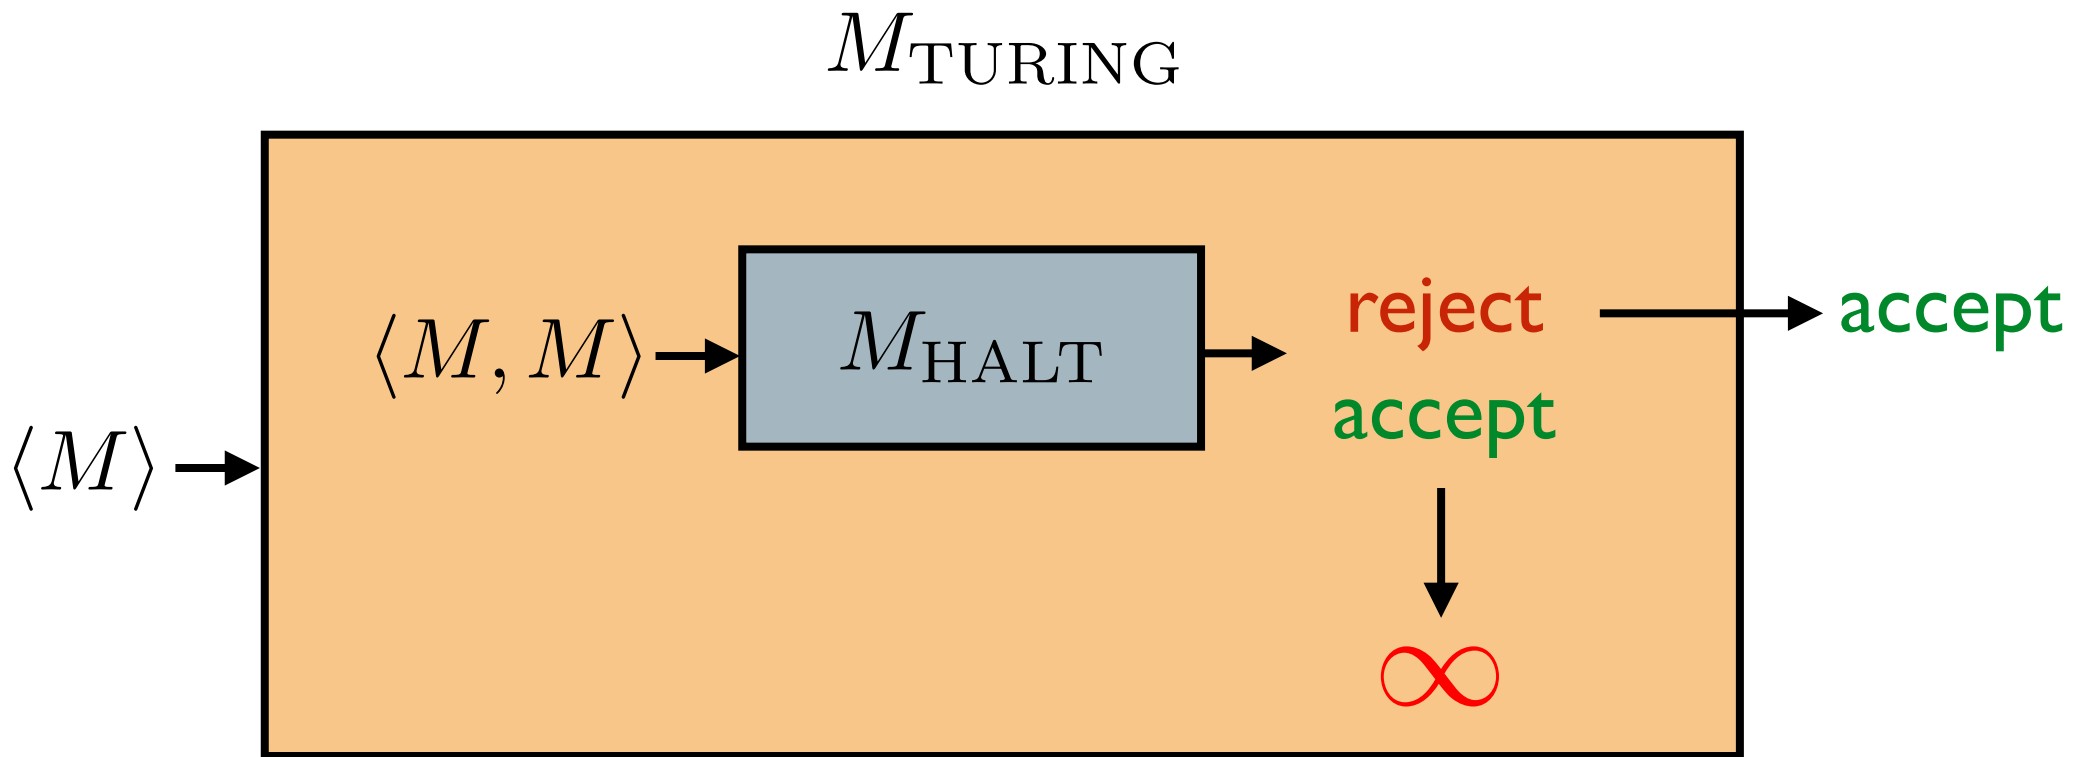 M_TURING
⟨M⟩
⟨M, M⟩
M_HALT
reject
accept
∞
accept